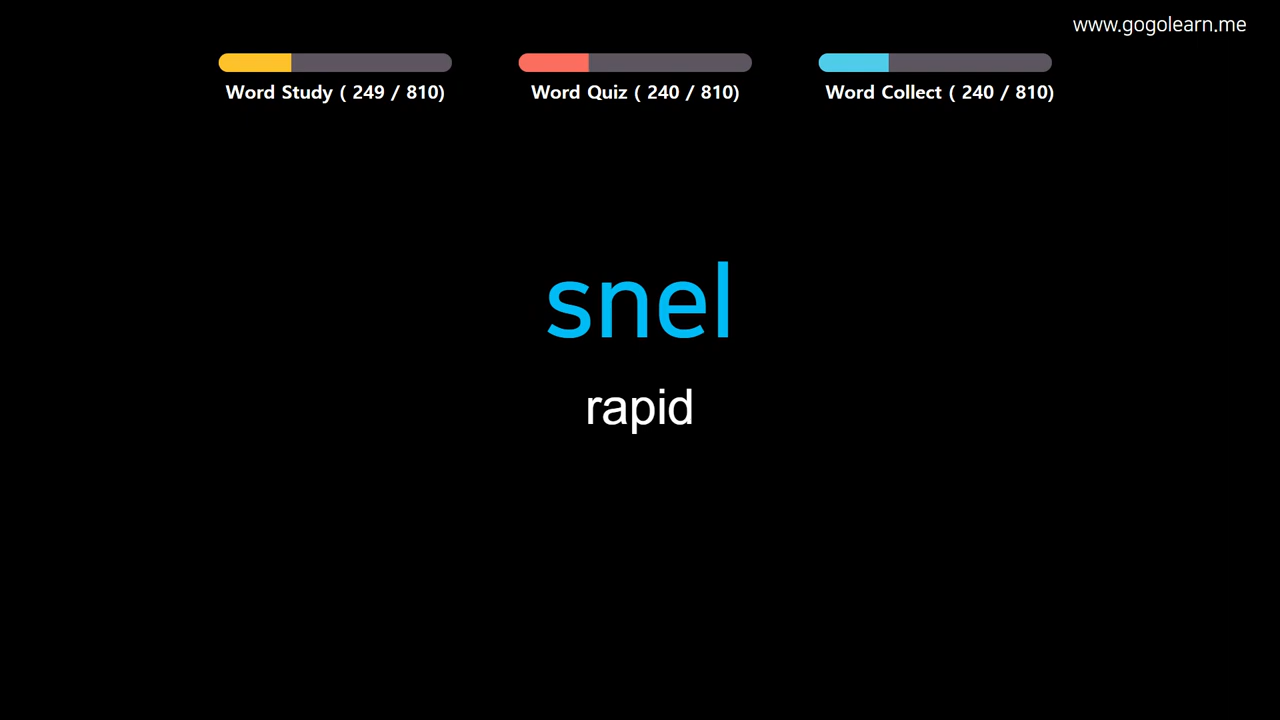 www.gogolearn.me
Word Study ( 249 / 810)
Word Quiz ( 240 / 810)
Word Collect ( 240 / 810)
snel
rapid